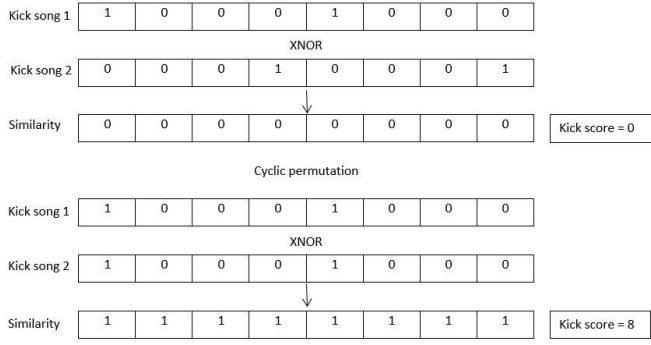 Kick song 1 1 0 0 0 1 0 0 0
XNOR
Kick song 2 0 0 0 1 0 0 0 1
Similarity 0 0 0 0 0 0 0 0 Kick score = 0
Cyclic permutation
Kick song 1 1 0 0 0 1 0 0 0
XNOR
Kick song 2 1 0 0 0 1 0 0 0
Similarity 1 1 1 1 1 1 1 1 Kick score = 8